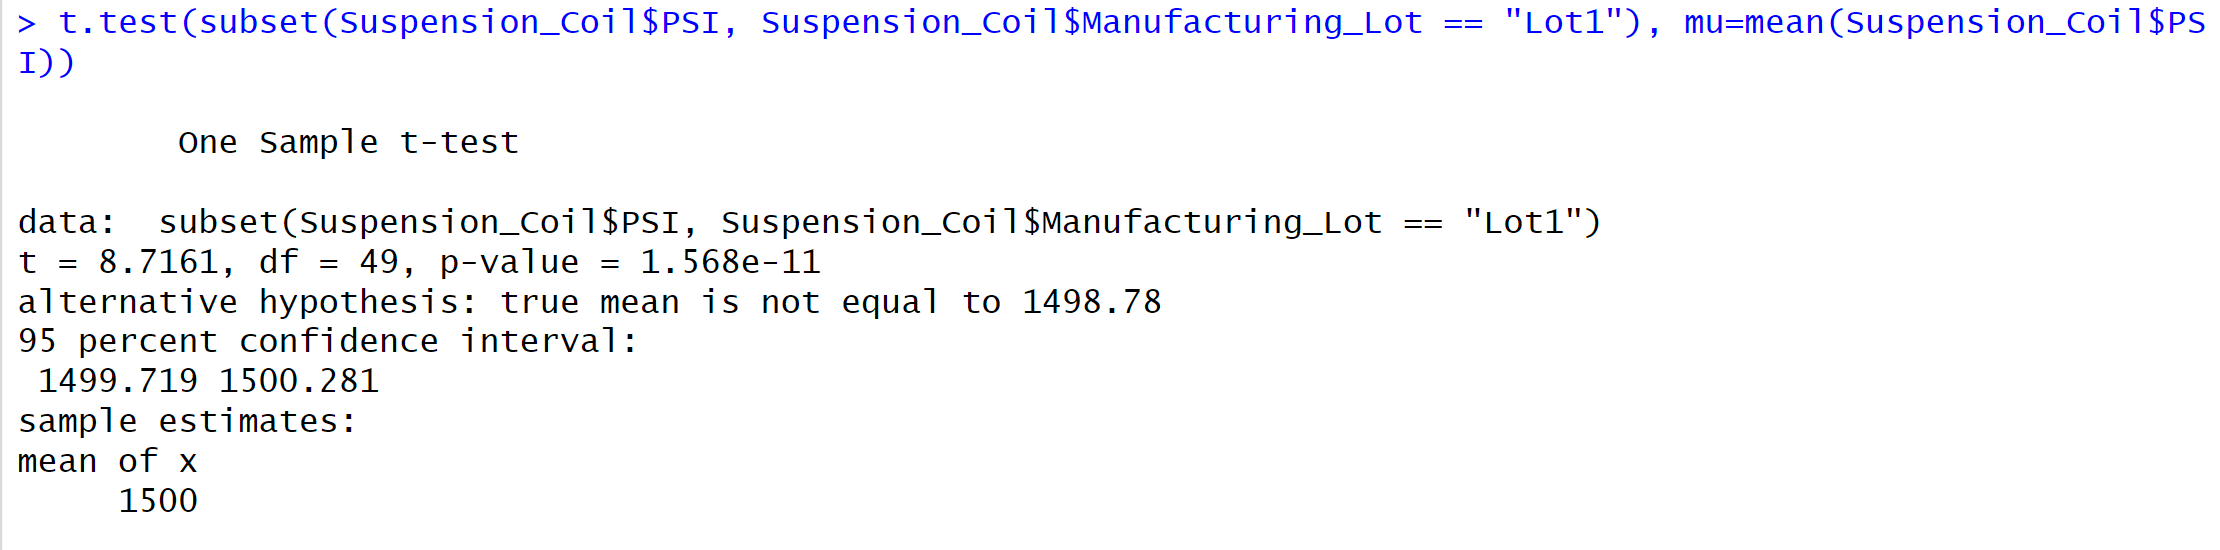 > t.test(subset(Suspension_Coil$PSI, Suspension_Coil$Manufacturing_Lot == "Lot1"), mu=mean(Suspension_Coil$PS
I))
One Sample t-test
data:  subset(Suspension_Coil$PSI, Suspension_Coil$Manufacturing_Lot == "Lot1")
t = 8.7161, df = 49, p-value = 1.568e-11
alternative hypothesis: true mean is not equal to 1498.78
95 percent confidence interval:
1499.719 1500.281
sample estimates:
mean of x
1500